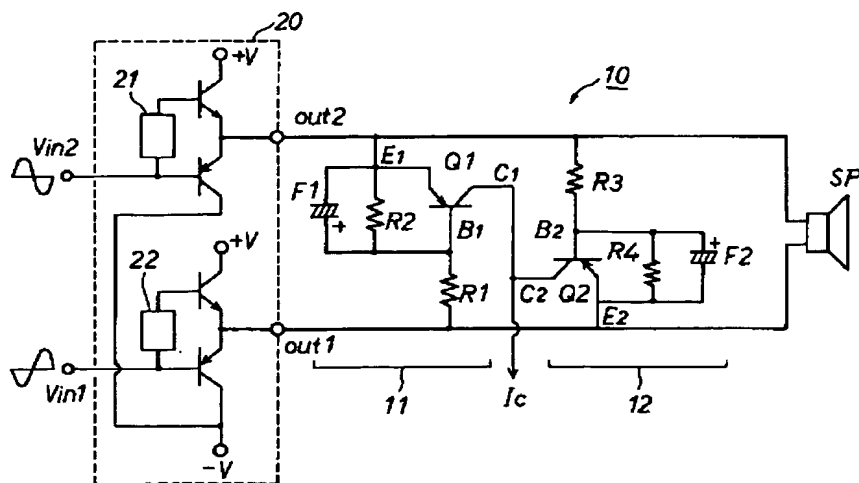 20
+V
21
10
out2
Vin2
E1
Q1
C1
R3
SP
F1
+
R2
B1
B2
R4
+
F2
+V
22
R1
C2
Q2
E2
out1
Vin1
11
Ic
12
-V